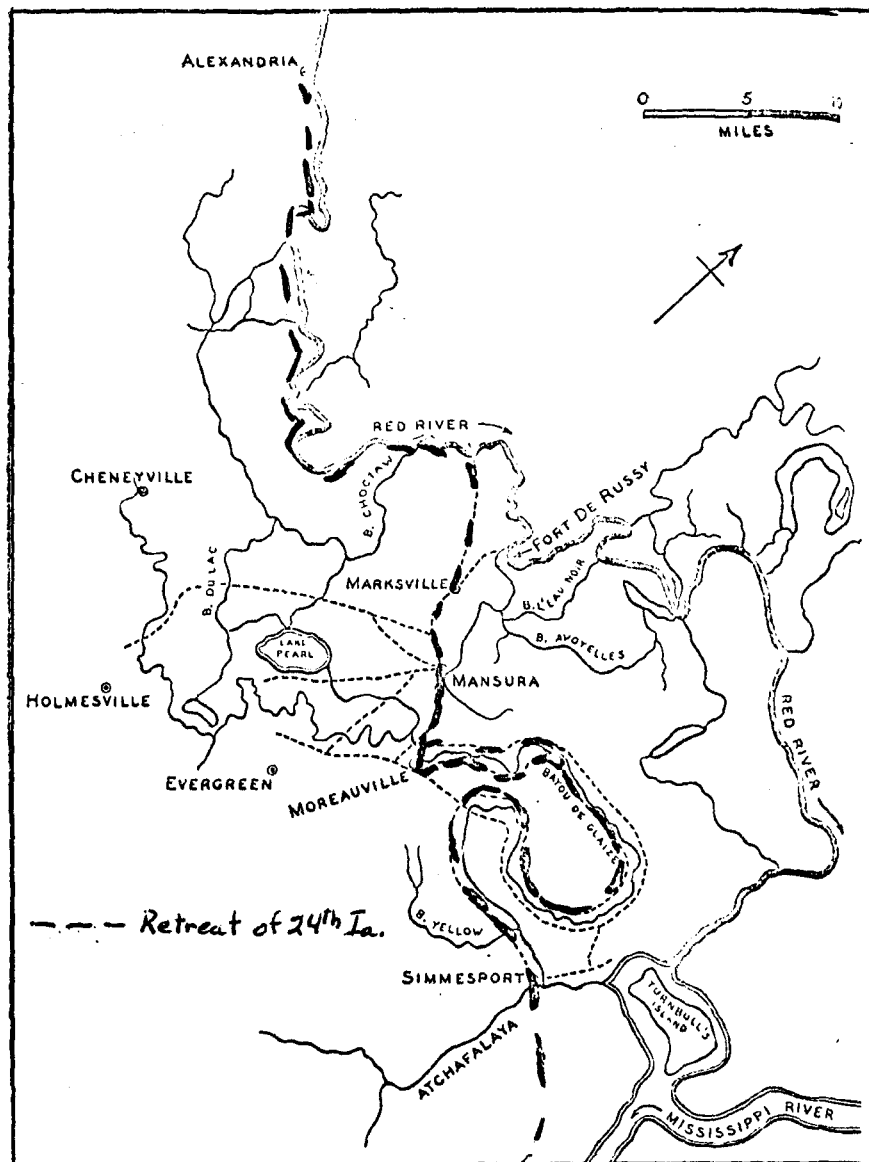 ALEXANDRIA
0 5 10
MILES
RED RIVER
CHENEYVILLE
B. CHOCTAW
FORT DE RUSSY
B. DU LAC
MARKSVILLE
B. L'EAU NOIR
B. AVOYELLES
LAKE
PEARL
MANSURA
HOLMESVILLE
RED RIVER
EVERGREEN
MOREAUVILLE
BAYOU DE GLAIZE
Retreat of 24th Ia.
B. YELLOW
SIMMESPORT
TURNBULL'S
ISLAND
ATCHAFALAYA
MISSISSIPPI RIVER